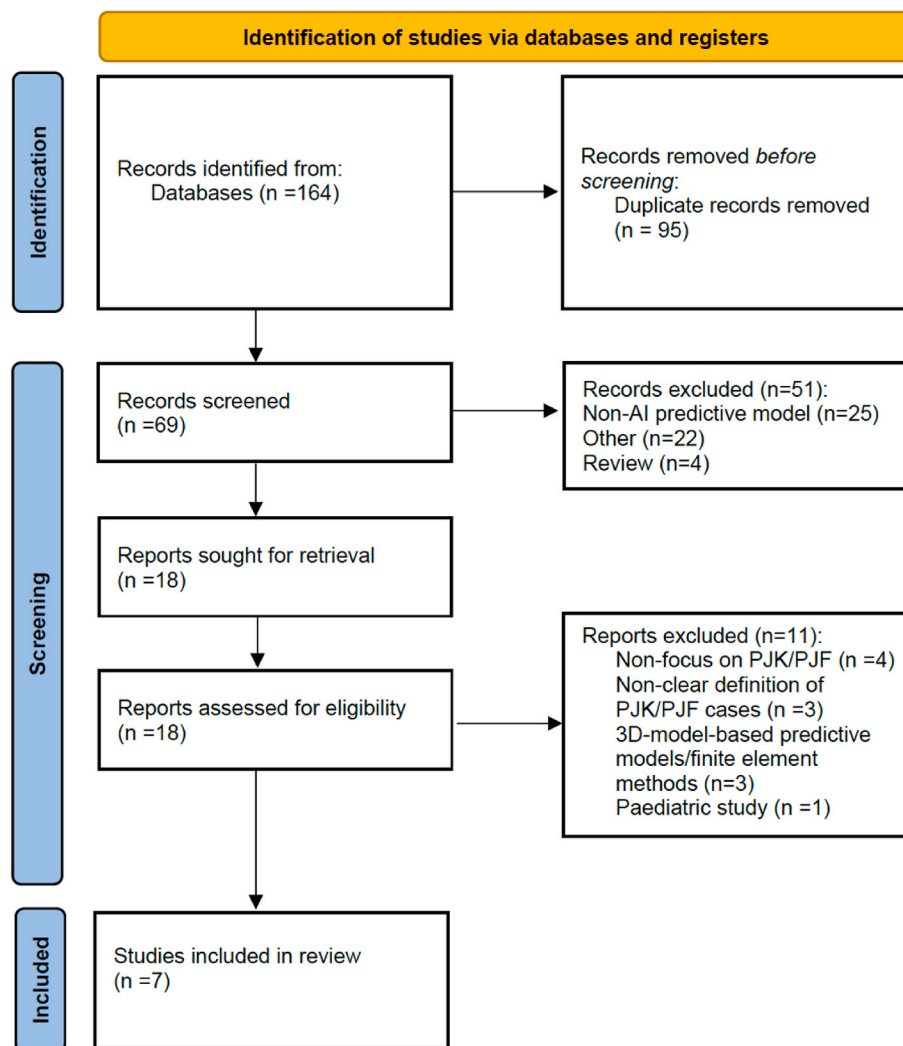 Identification of studies via databases and registers
Identification
Records identified from:
Databases (n =164)
Records removed before
screening:
Duplicate records removed
(n = 95)
Screening
Records screened
(n =69)
Records excluded (n=51):
Non-AI predictive model (n=25)
Other (n=22)
Review (n=4)
Reports sought for retrieval
(n =18)
Reports assessed for eligibility
(n =18)
Reports excluded (n=11):
Non-focus on PJK/PJF (n =4)
Non-clear definition of
PJK/PJF cases (n =3)
3D-model-based predictive
models/finite element
methods (n=3)
Paediatric study (n =1)
Included
Studies included in review
(n =7)